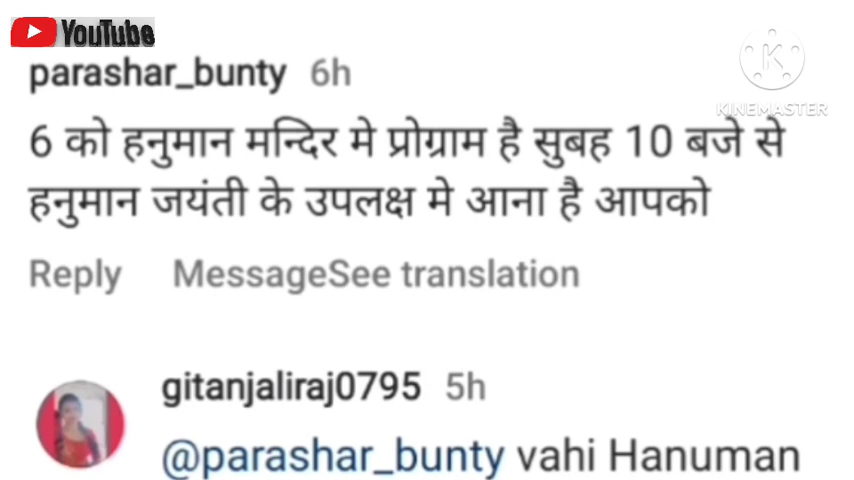 YouTube
KINEMASTER
parashar_bunty 6h
6 को हनुमान मन्दिर मे प्रोग्राम है सुबह 10 बजे से
हनुमान जयंती के उपलक्ष मे आना है आपको
Reply MessageSee translation
gitanjaliraj0795 5h
@parashar_bunty vahi Hanuman